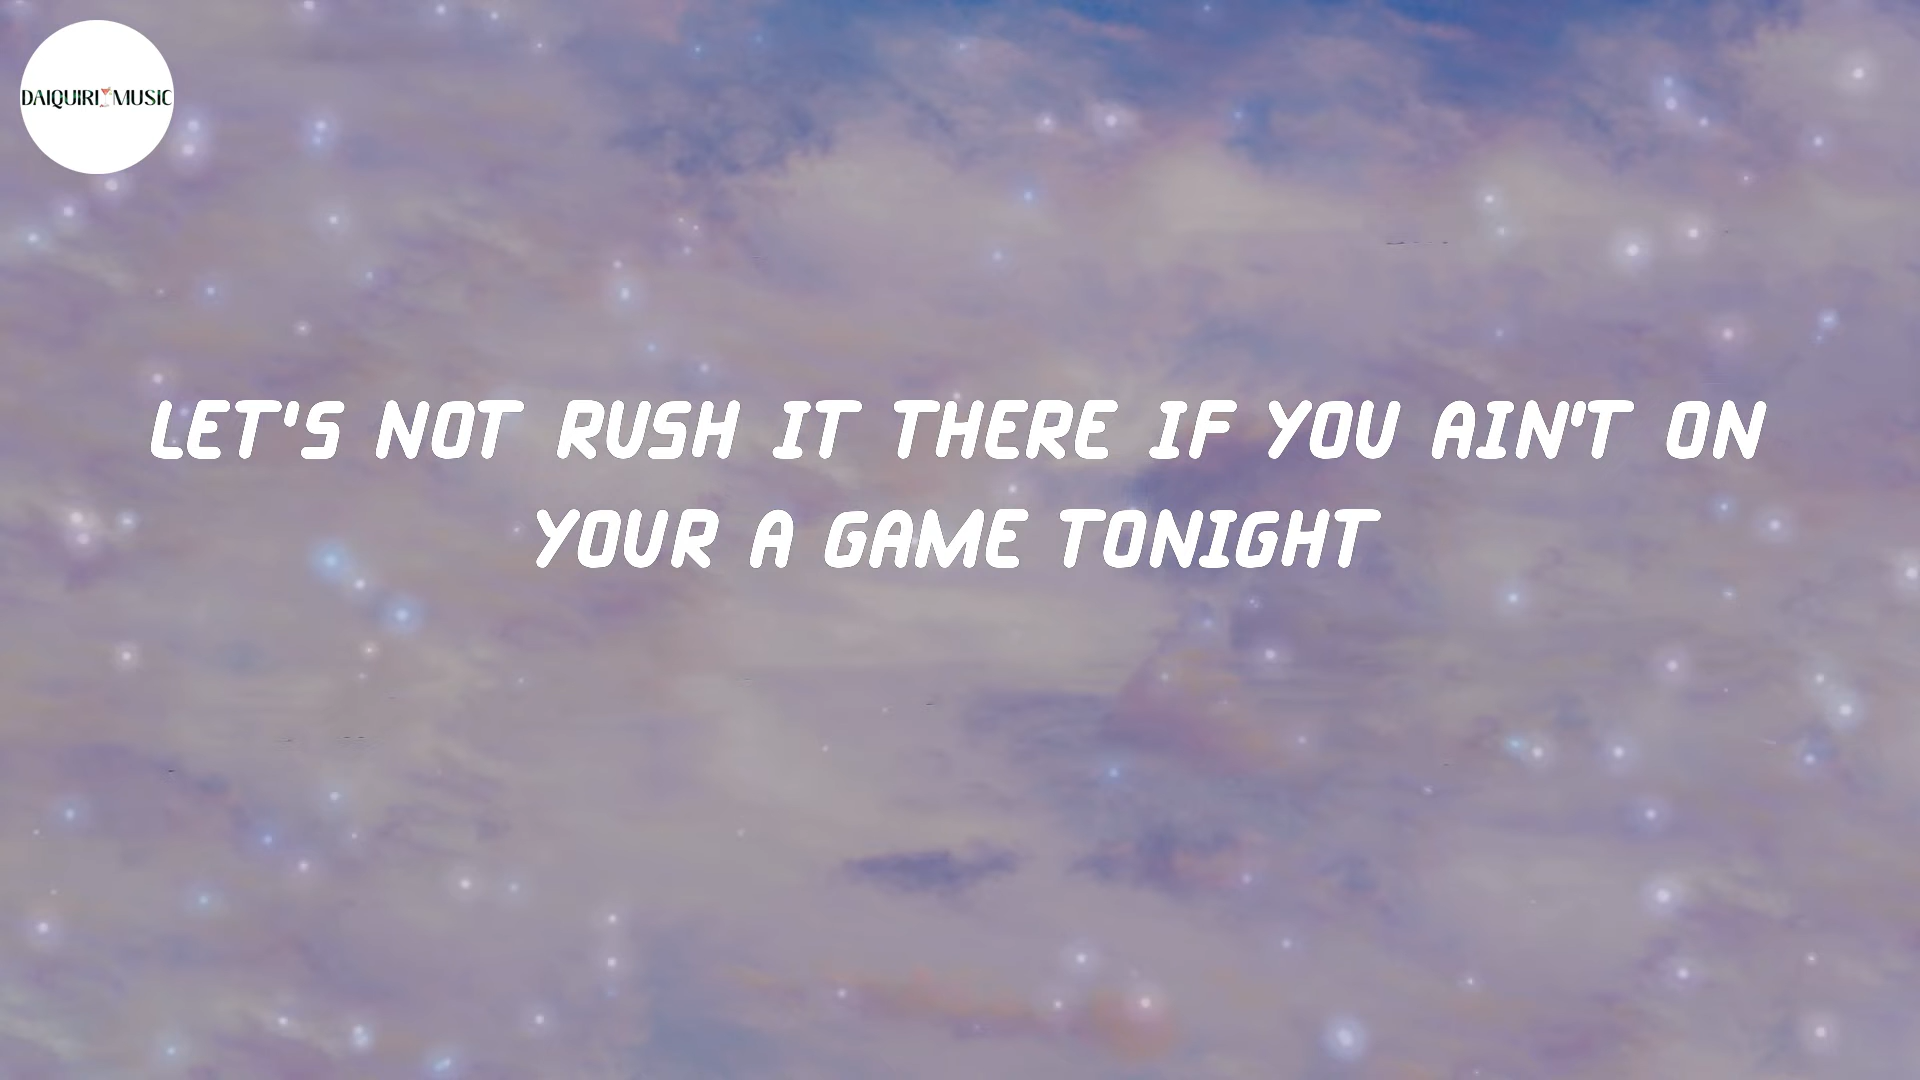 DAIQUIRI MUSIC
LET'S NOT RUSH IT THERE IF YOU AIN'T ON
YOUR A GAME TONIGHT